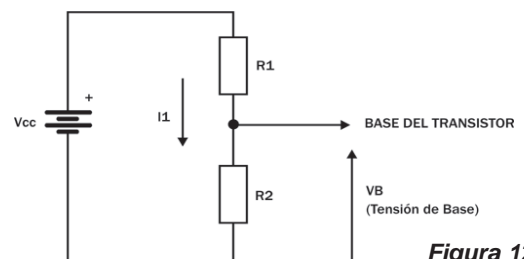 R1
+
Vcc
I1
BASE DEL TRANSISTOR
R2
VB
(Tensión de Base)
Figura 1